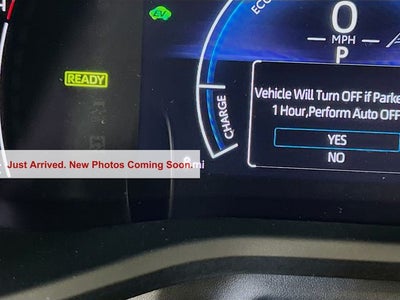 EV
ECO
0
MPH
P
READY
CHARGE
Vehicle Will Turn OFF if Parke
1 Hour,Perform Auto OFF
YES
NO
Just Arrived. New Photos Coming Soon.
mi